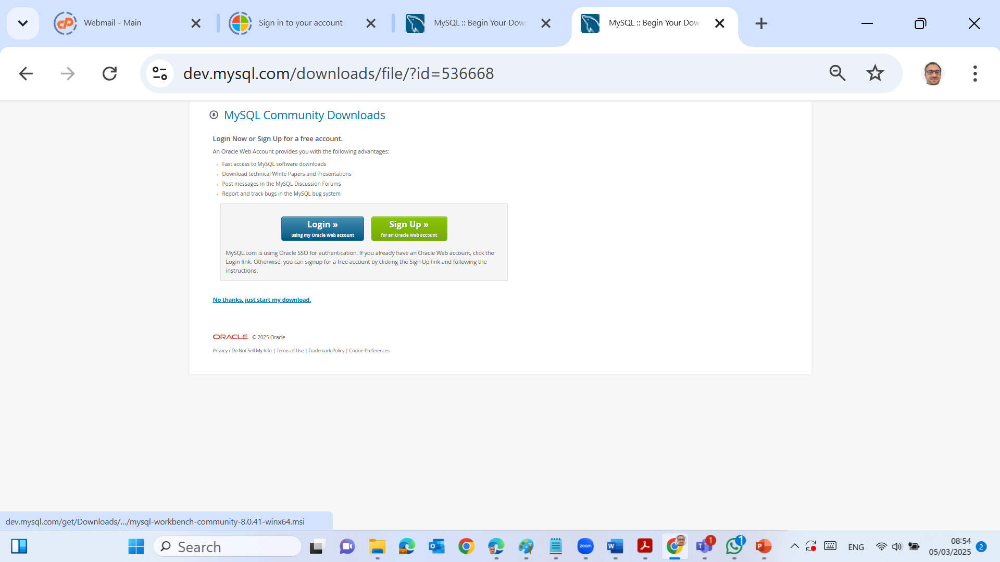 Webmail - Main
Sign in to your account
MySQL :: Begin Your Dow
MySQL :: Begin Your Dow
dev.mysql.com/downloads/file/?id=536668
MySQL Community Downloads
Login Now or Sign Up for a free account.
An Oracle Web Account provides you with the following advantages:
Fast access to MySQL software downloads
Download technical White Papers and Presentations
Post messages in the MySQL Discussion Forums
Report and track bugs in the MySQL bug system
Login »
using my Oracle Web account
Sign Up »
for an Oracle Web account
MySQL.com is using Oracle SSO for authentication. If you already have an Oracle Web account, click the
Login link. Otherwise, you can signup for a free account by clicking the Sign Up link and following the
instructions.
No thanks, just start my download.
ORACLE © 2025 Oracle
Privacy / Do Not Sell My Info | Terms of Use | Trademark Policy | Cookie Preferences
dev.mysql.com/get/Downloads/.../mysql-workbench-community-8.0.41-winx64.msi
Search
zoom
1
1
ENG
08:54
05/03/2025
2